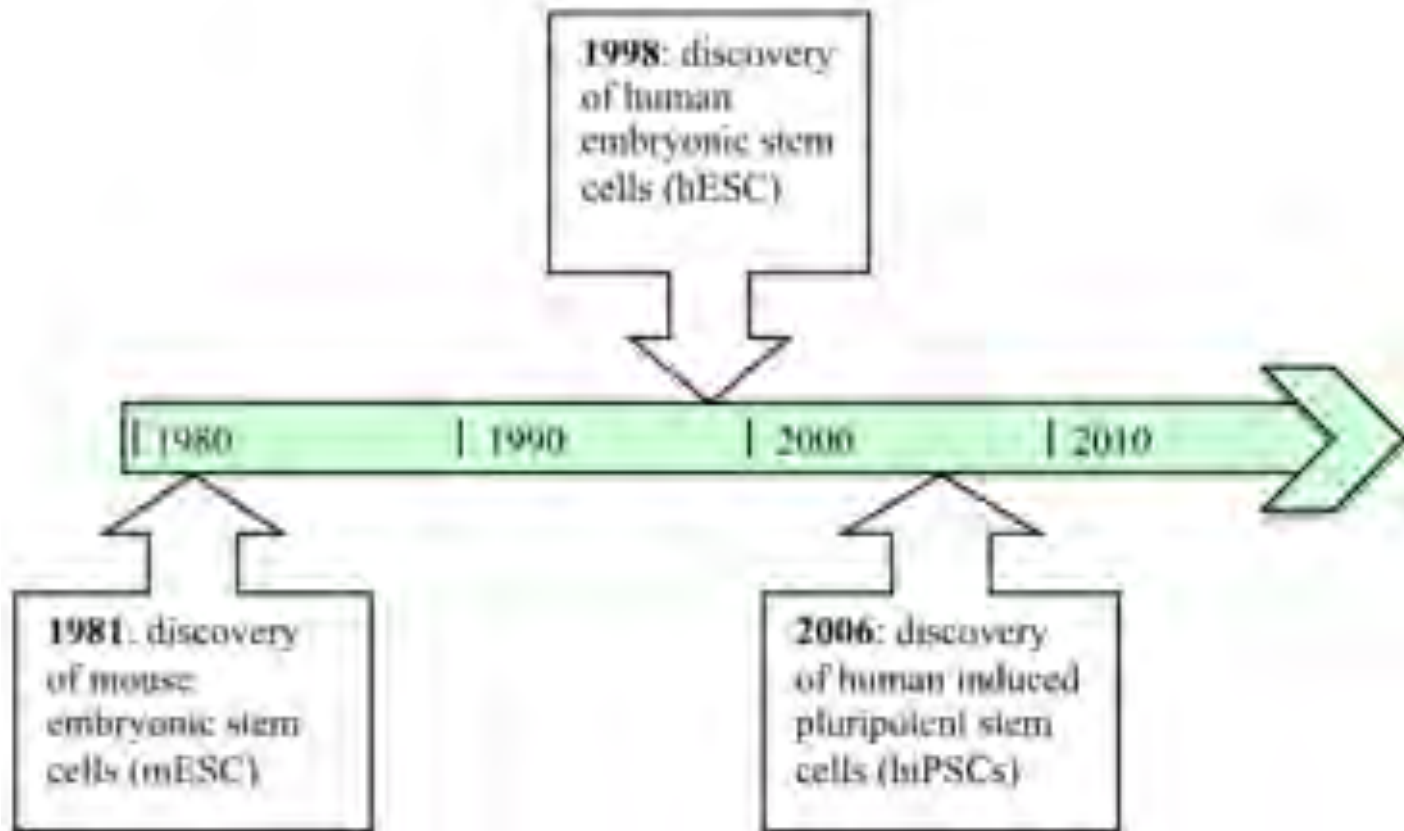 1998: discovery
of human
embryonic stem
cells (hESC)
1980 1990 2000 2010
1981: discovery
of mouse
embryonic stem
cells (mESC)
2006: discovery
of human induced
pluripotent stem
cells (hiPSCs)